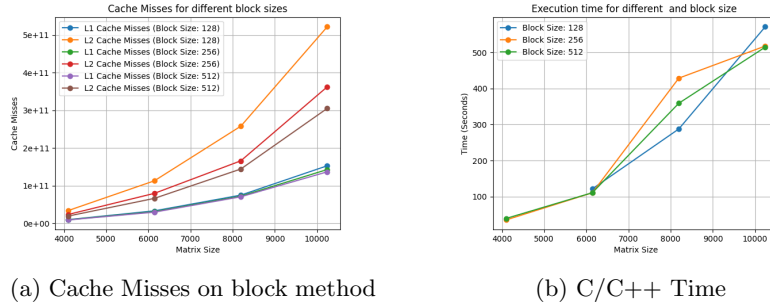 Cache Misses for different block sizes
L1 Cache Misses (Block Size: 128)
L2 Cache Misses (Block Size: 128)
L1 Cache Misses (Block Size: 256)
L2 Cache Misses (Block Size: 256)
L1 Cache Misses (Block Size: 512)
L2 Cache Misses (Block Size: 512)
5e+11
4e+11
3e+11
2e+11
1e+11
0e+00
Cache Misses
4000 5000 6000 7000 8000 9000 10000
Matrix Size
(a) Cache Misses on block method
Execution time for different  and block Size
Block Size: 128
Block Size: 256
Block Size: 512
500
400
300
200
100
Time (Seconds)
4000 5000 6000 7000 8000 9000 10000
Matrix Size
(b) C/C++ Time